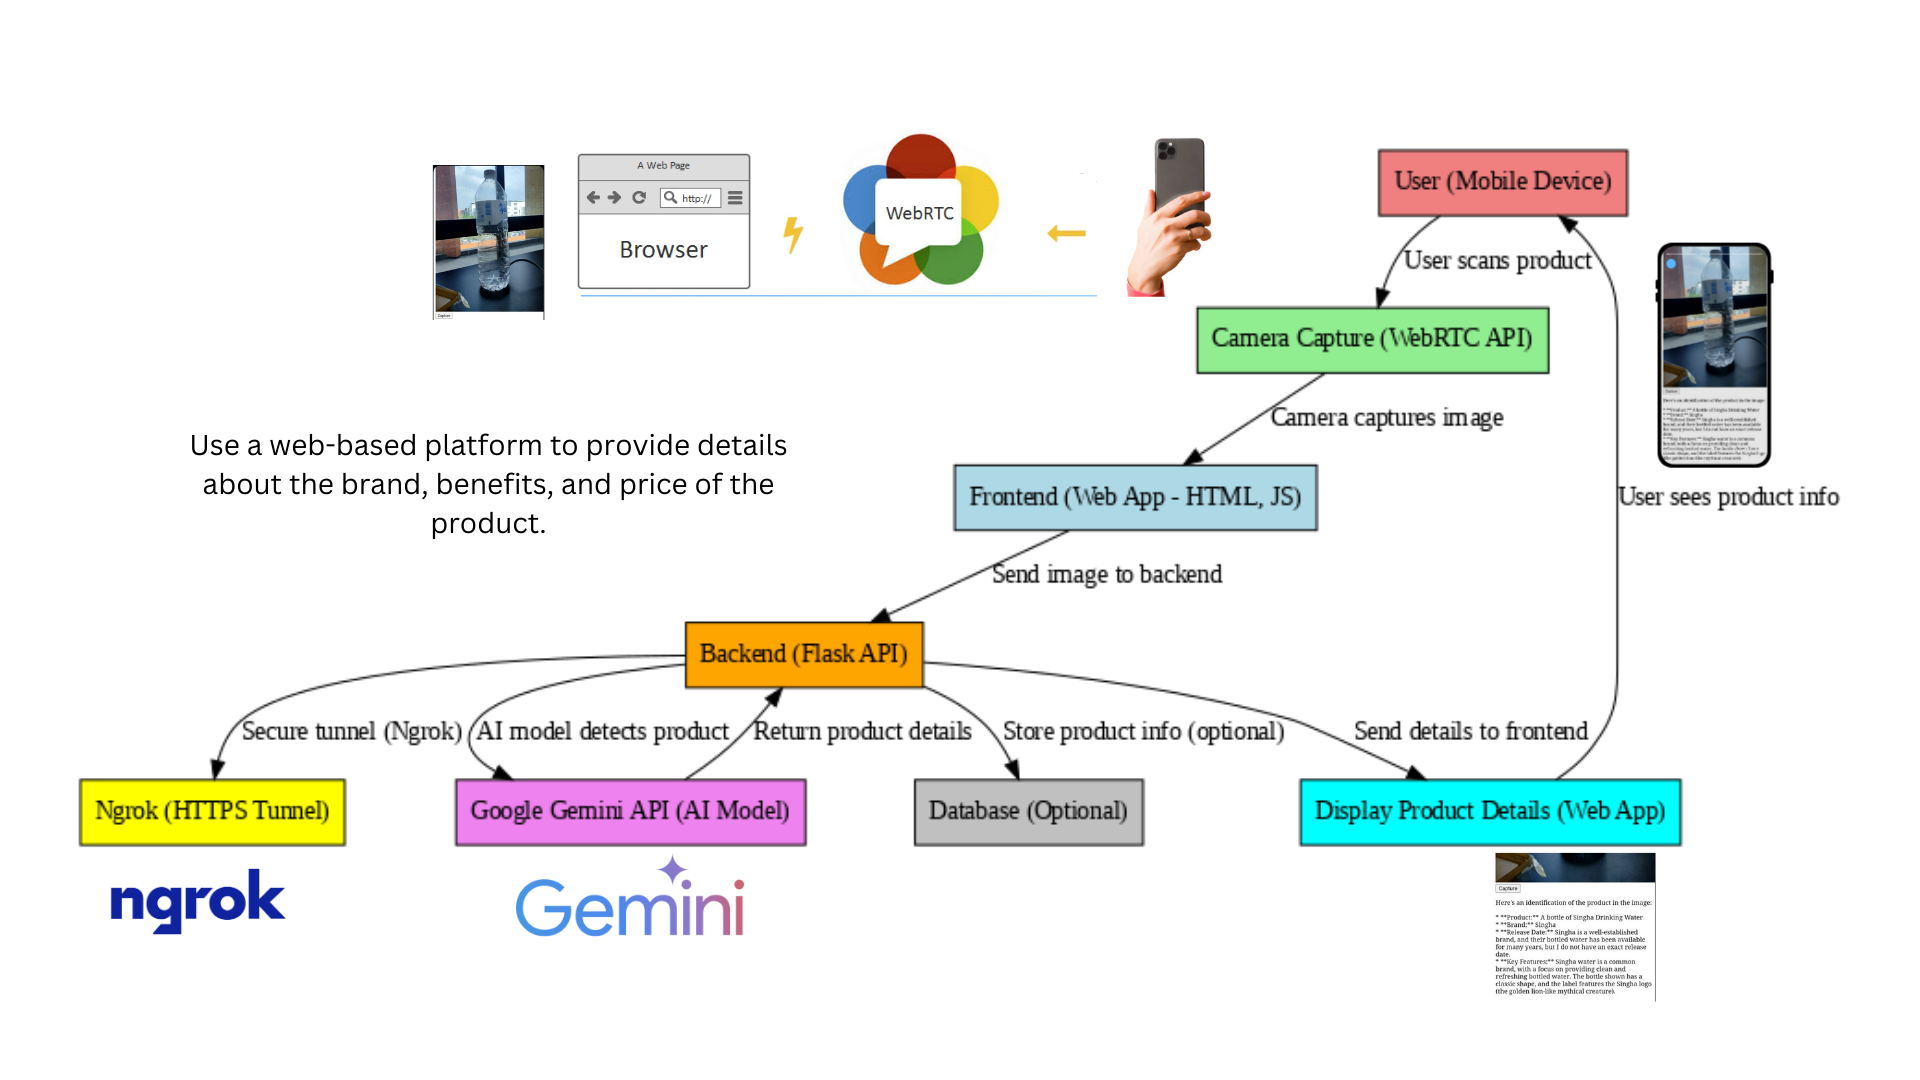 A Web Page
http://
Browser
WebRTC
User (Mobile Device)
User scans product
Camera Capture (WebRTC API)
Camera captures image
Capture
Use a web-based platform to provide details
about the brand, benefits, and price of the
product.
Frontend (Web App - HTML, JS)
User sees product info
Send image to backend
Backend (Flask API)
Secure tunnel (Ngrok)
AI model detects product
Return product details
Store product info (optional)
Send details to frontend
Ngrok (HTTPS Tunnel)
Google Gemini API (AI Model)
Database (Optional)
Display Product Details (Web App)
ngrok
Gemini
Capture
Here's an identification of the product in the image:
* **Product:** A bottle of Singha Drinking Water
* **Brand:** Singha
* **Release Date:** Singha is a well-established
brand, and their bottled water has been available
for many years, but I do not have an exact release
date.
* **Key Features:** Singha water is a common
brand, with a focus on providing clean and
refreshing bottled water. The bottle shown has a
classic shape, and the label features the Singha logo
(the golden lion-like mythical creature).